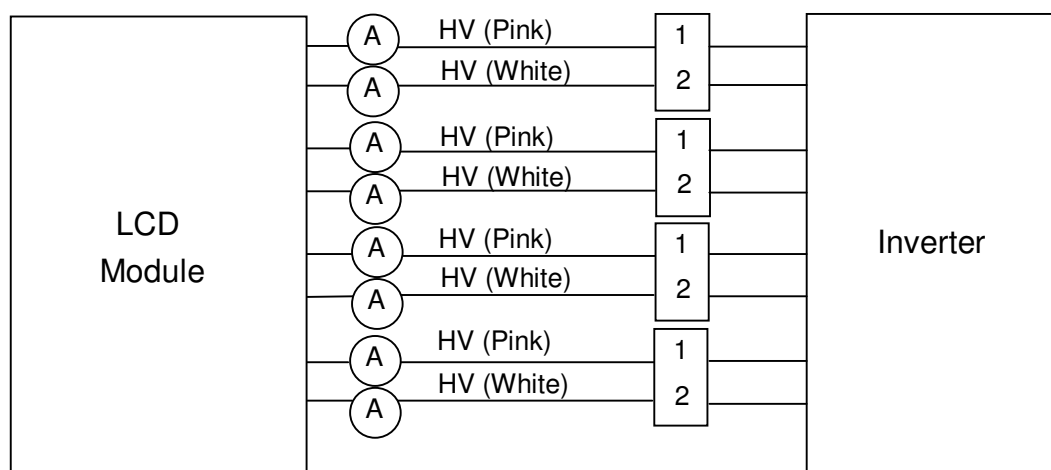 A HV (Pink) 1
A HV (White) 2
A HV (Pink) 1
A HV (White) 2
LCD
Module
Inverter
A HV (Pink) 1
A HV (White) 2
A HV (Pink) 1
A HV (White) 2